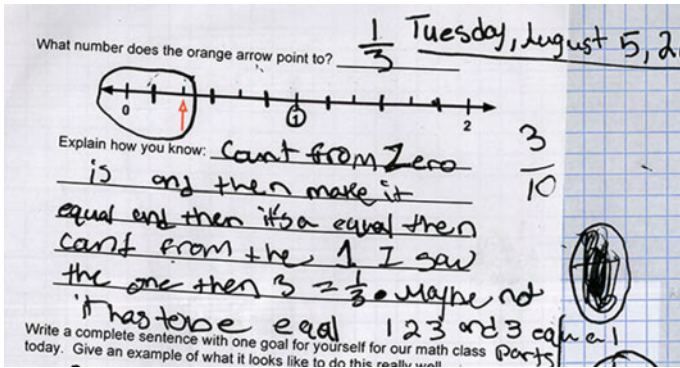 Tuesday, August 5, 2
What number does the orange arrow point to? 1/3
0 1 2
3/10
Explain how you know: Count from Zero
is and then make it
equal and then it's a equal then
cant from the 1 I saw
the one then 3 = 1/3. Maybe not
it has to be eqal 1 2 3 and 3 equal
parts
Write a complete sentence with one goal for yourself for our math class
today. Give an example of what it looks like to do this really well.